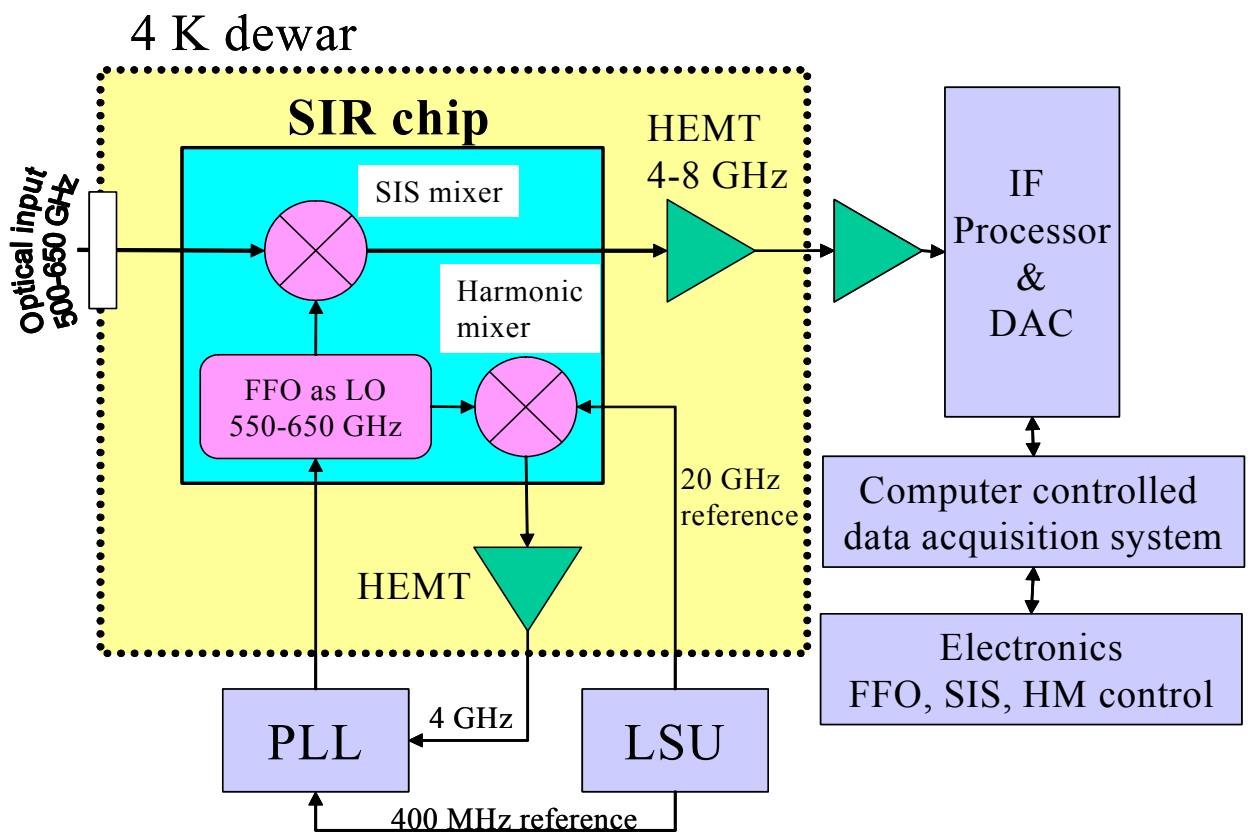 4 K dewar
SIR chip
HEMT
4-8 GHz
SIS mixer
Optical input
500-650 GHz
Harmonic
mixer
FFO as LO
550-650 GHz
IF
Processor
&
DAC
20 GHz
reference
Computer controlled
data acquisition system
HEMT
Electronics
FFO, SIS, HM control
PLL
4 GHz
LSU
400 MHz reference